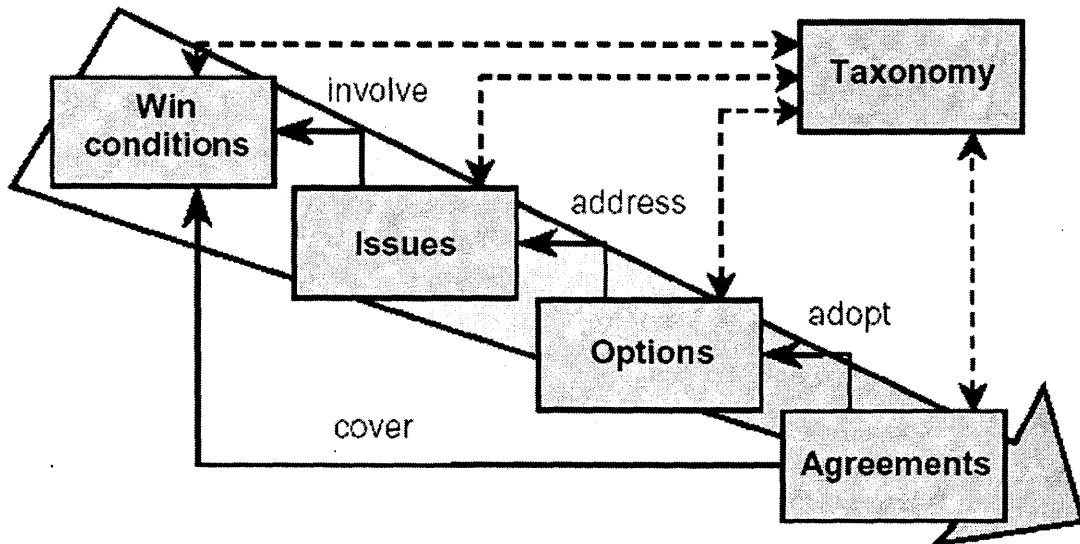 Taxonomy
Win
conditions
involve
Issues
address
Options
adopt
cover
Agreements